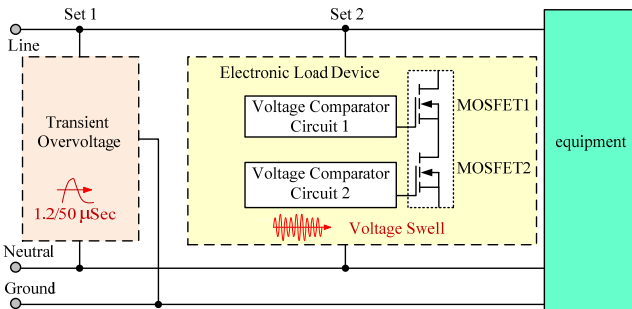 Set 1
Set 2
Line
Electronic Load Device
Transient
Overvoltage
1.2/50 μSec
Voltage Comparator
Circuit 1
MOSFET1
Voltage Comparator
Circuit 2
MOSFET2
Voltage Swell
equipment
Neutral
Ground